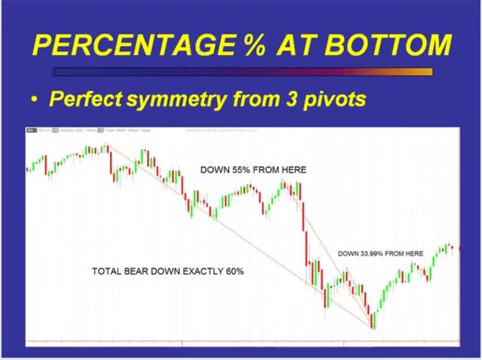 PERCENTAGE % AT BOTTOM
• Perfect symmetry from 3 pivots
DOWN 55% FROM HERE
DOWN 33.99% FROM HERE
TOTAL BEAR DOWN EXACTLY 60%